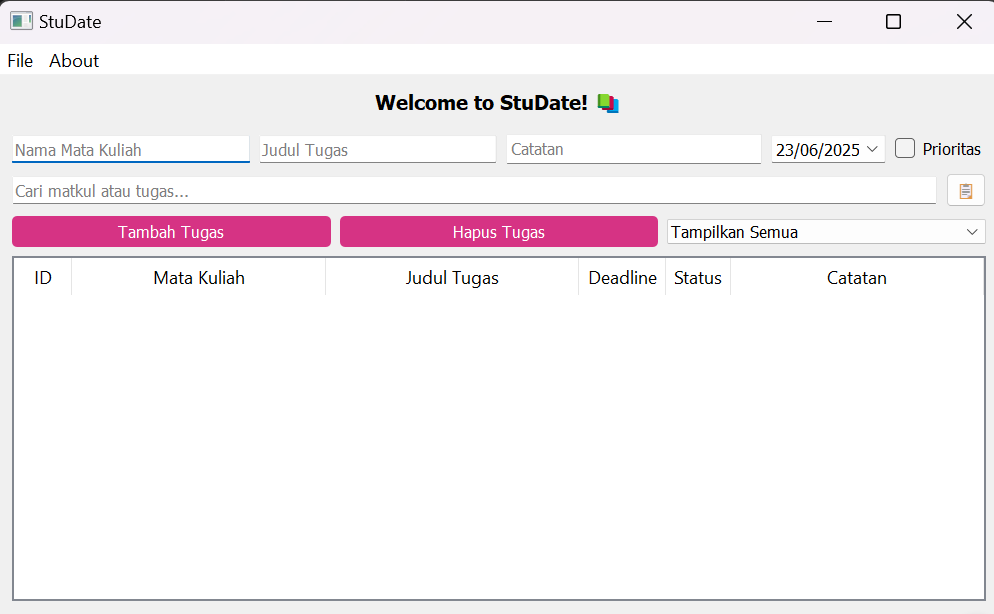 StuDate
File About
Welcome to StuDate!
Nama Mata Kuliah Judul Tugas Catatan 23/06/2025 Prioritas
Cari matkul atau tugas...
Tambah Tugas Hapus Tugas Tampilkan Semua
ID Mata Kuliah Judul Tugas Deadline Status Catatan